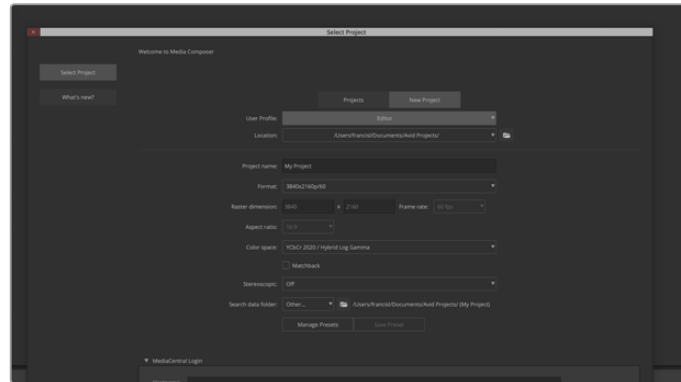 Select Project
Welcome to Media Composer
Select Project
What's new?
Projects New Project
User Profile: Editor
Location: /Users/francisl/Documents/Avid Projects/
Project name: My Project
Format: 3840x2160p/60
Raster dimension: 3840 x 2160 Frame rate: 60 fps
Aspect ratio: 16:9
Color space: YCbCr 2020 / Hybrid Log Gamma
Matchback
Stereoscopic: Off
Search data folder: Other... /Users/francisl/Documents/Avid Projects/ (My Project)
Manage Presets Save Preset
MediaCentral Login